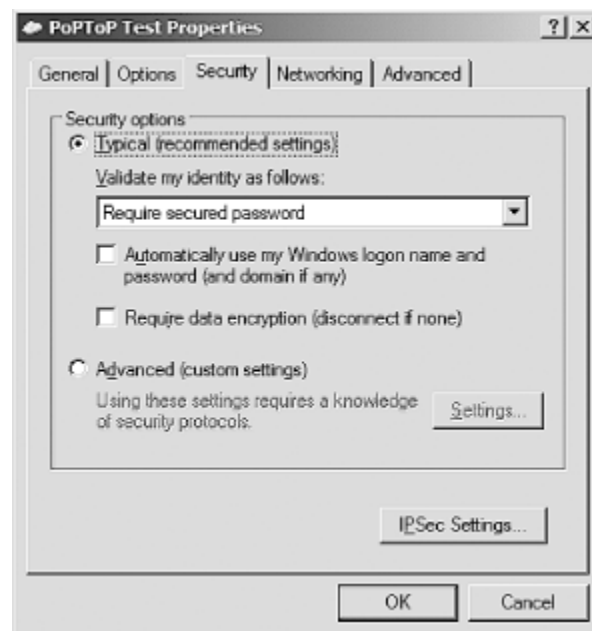 PoPToP Test Properties
General Options Security Networking Advanced
Security options
Typical (recommended settings)
Validate my identity as follows:
Require secured password
Automatically use my Windows logon name and
password (and domain if any)
Require data encryption (disconnect if none)
Advanced (custom settings)
Using these settings requires a knowledge
of security protocols.
Settings...
IPSec Settings...
OK Cancel